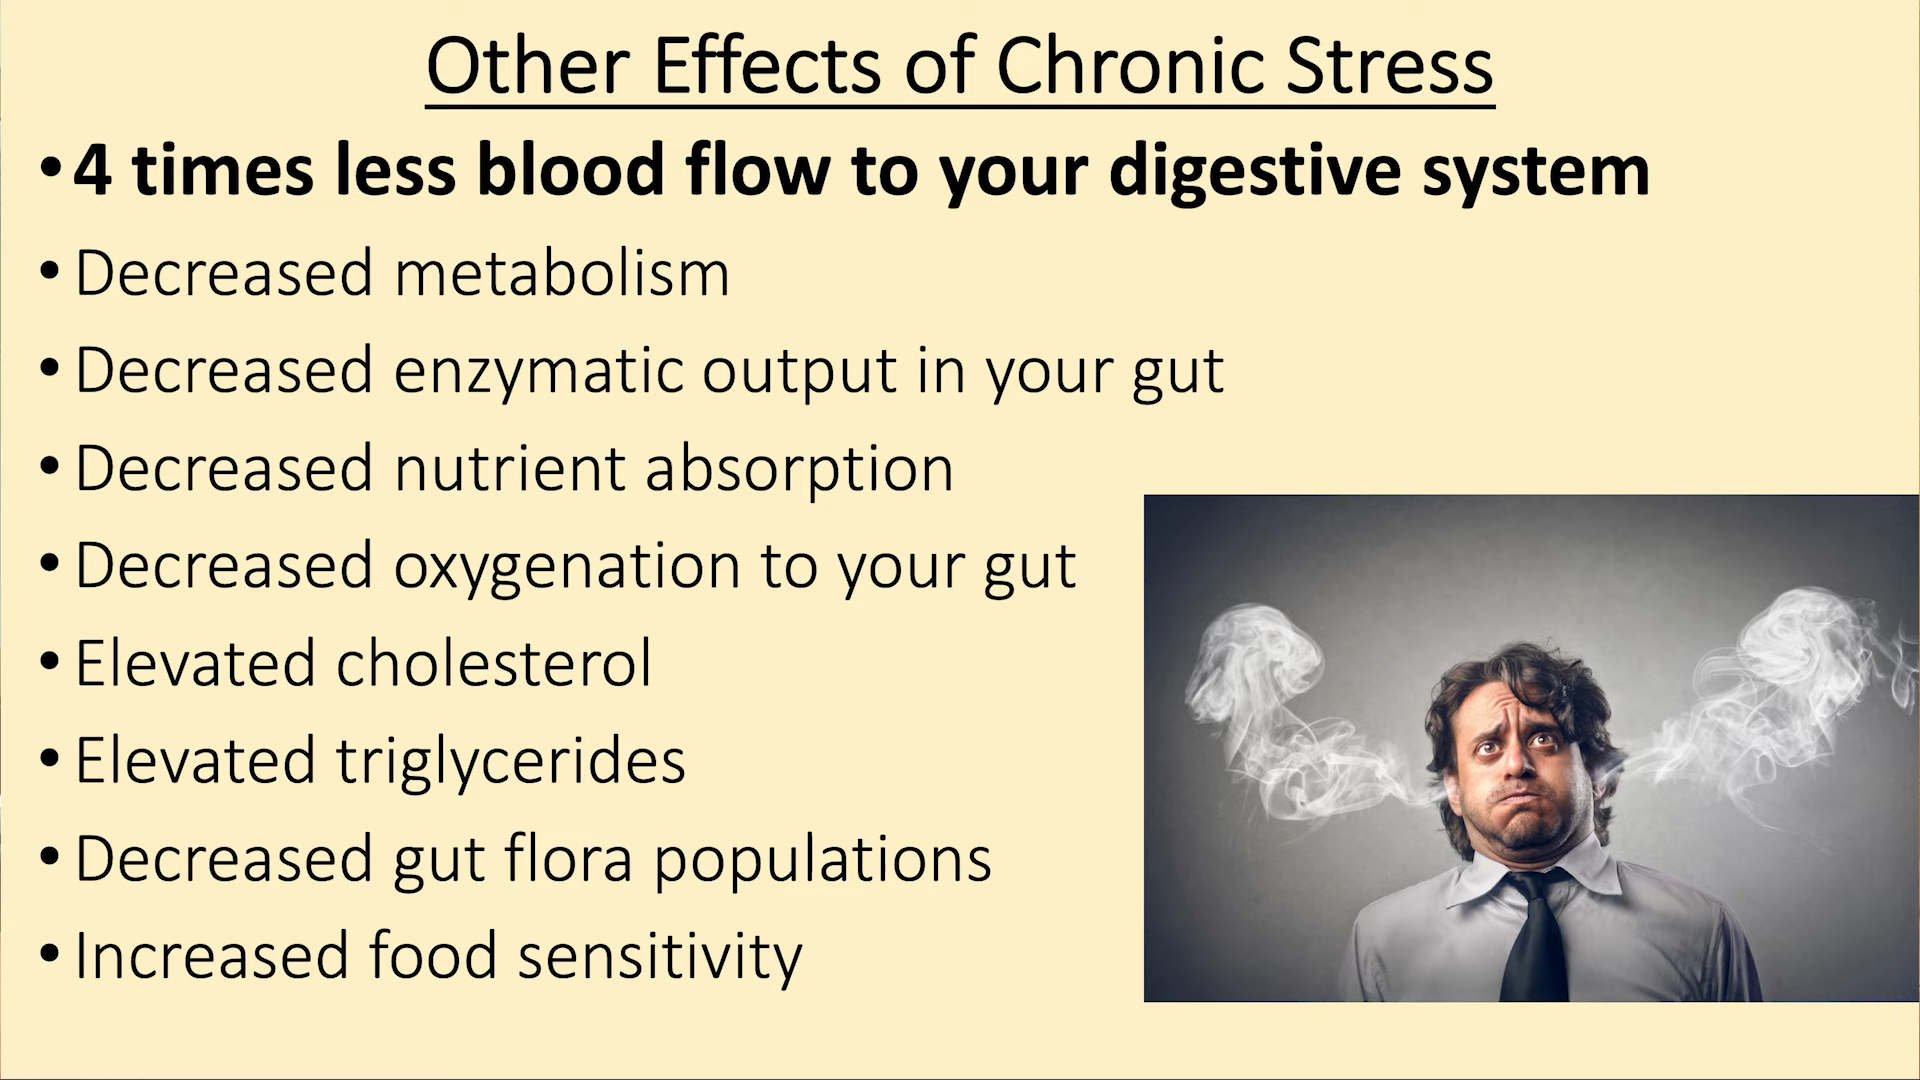 Other Effects of Chronic Stress
• 4 times less blood flow to your digestive system
• Decreased metabolism
• Decreased enzymatic output in your gut
• Decreased nutrient absorption
• Decreased oxygenation to your gut
• Elevated cholesterol
• Elevated triglycerides
• Decreased gut flora populations
• Increased food sensitivity